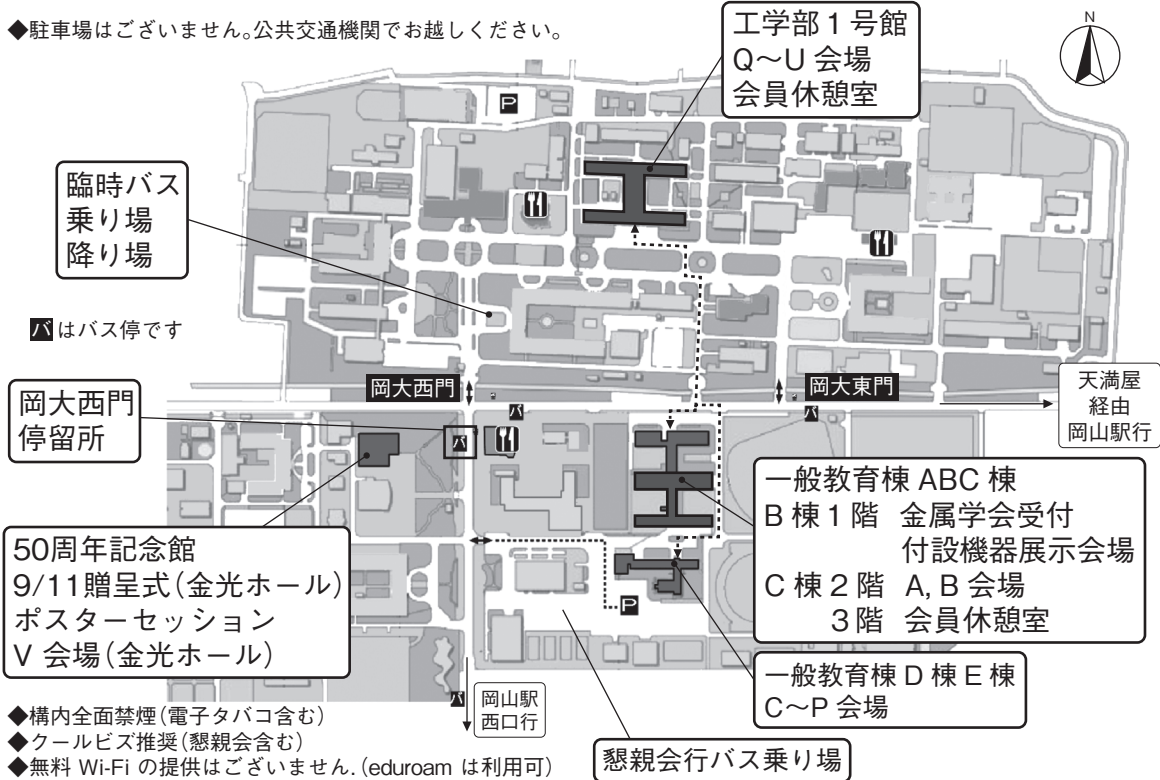 ◆駐車場はございません。公共交通機関でお越しください。
工学部1号館
Q～U 会場
会員休憩室
N
P
臨時バス
乗り場
降り場
バはバス停です
岡大西門
岡大東門
天満屋
経由
岡山駅行
岡大西門
停留所
バ
バ
バ
一般教育棟 ABC 棟
B 棟1階 金属学会受付
付設機器展示会場
C 棟2階 A, B 会場
3階 会員休憩室
50周年記念館
9/11贈呈式(金光ホール)
ポスターセッション
V 会場(金光ホール)
P
一般教育棟 D 棟 E 棟
C～P 会場
バ
岡山駅
西口行
懇親会行バス乗り場
◆構内全面禁煙(電子タバコ含む)
◆クールビズ推奨(懇親会含む)
◆無料 Wi-Fi の提供はございません. (eduroam は利用可)